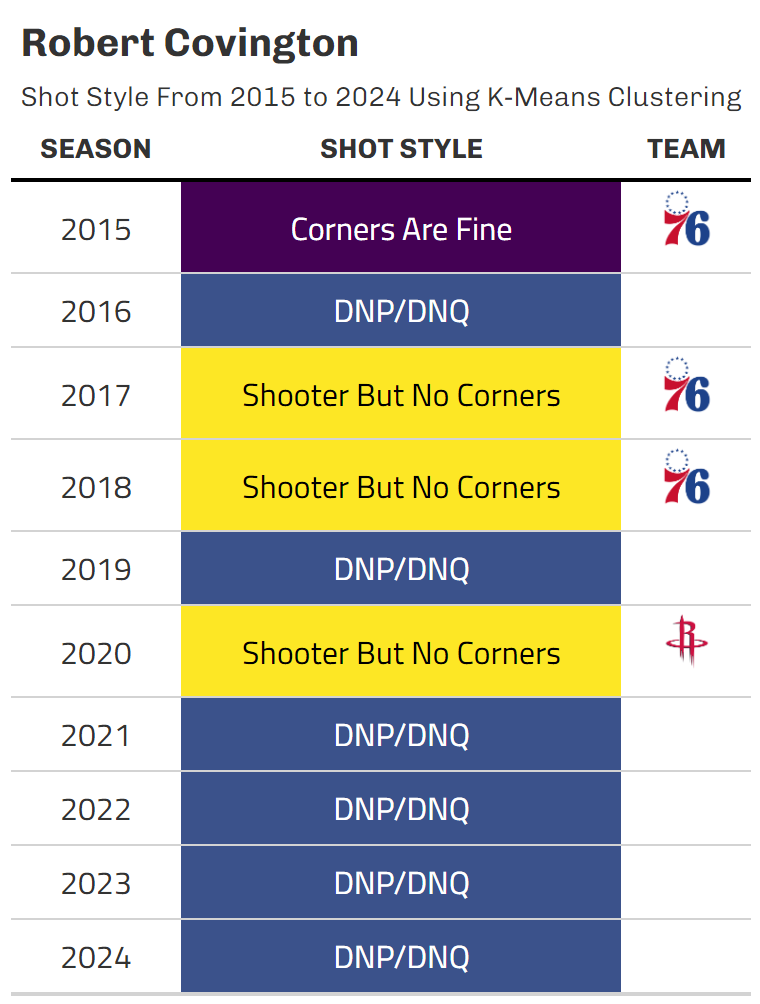 Robert Covington
Shot Style From 2015 to 2024 Using K-Means Clustering
SEASON SHOT STYLE TEAM
2015 Corners Are Fine 76
2016 DNP/DNQ
2017 Shooter But No Corners 76
2018 Shooter But No Corners 76
2019 DNP/DNQ
2020 Shooter But No Corners R
2021 DNP/DNQ
2022 DNP/DNQ
2023 DNP/DNQ
2024 DNP/DNQ